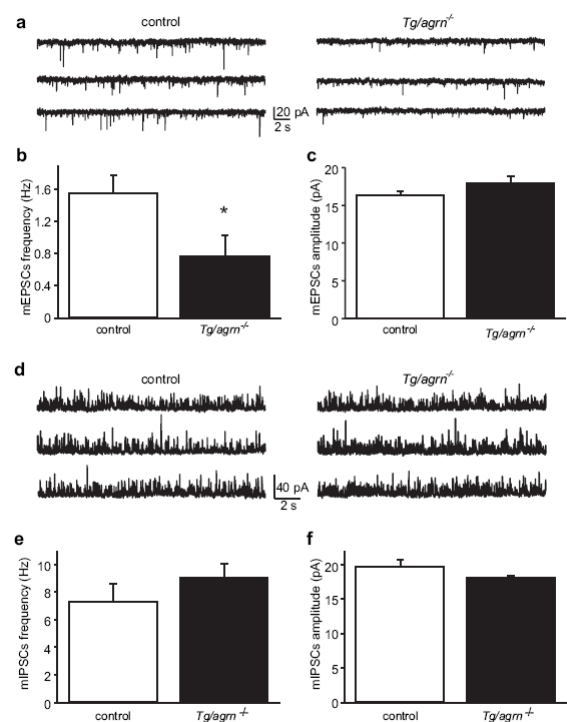 a
control
Tg/agrn-/-
20 pA
2 s
b
c
mEPSCs frequency (Hz)
1.6
1.2
0.8
0.4
0
*
control
Tg/agrn-/-
mEPSCs amplitude (pA)
20
15
10
5
0
control
Tg/agrn-/-
d
control
Tg/agrn-/-
40 pA
2 s
e
f
mIPSCs frequency (Hz)
10
8
6
4
2
0
control
Tg/agrn-/-
mIPSCs amplitude (pA)
20
15
10
5
0
control
Tg/agrn-/-